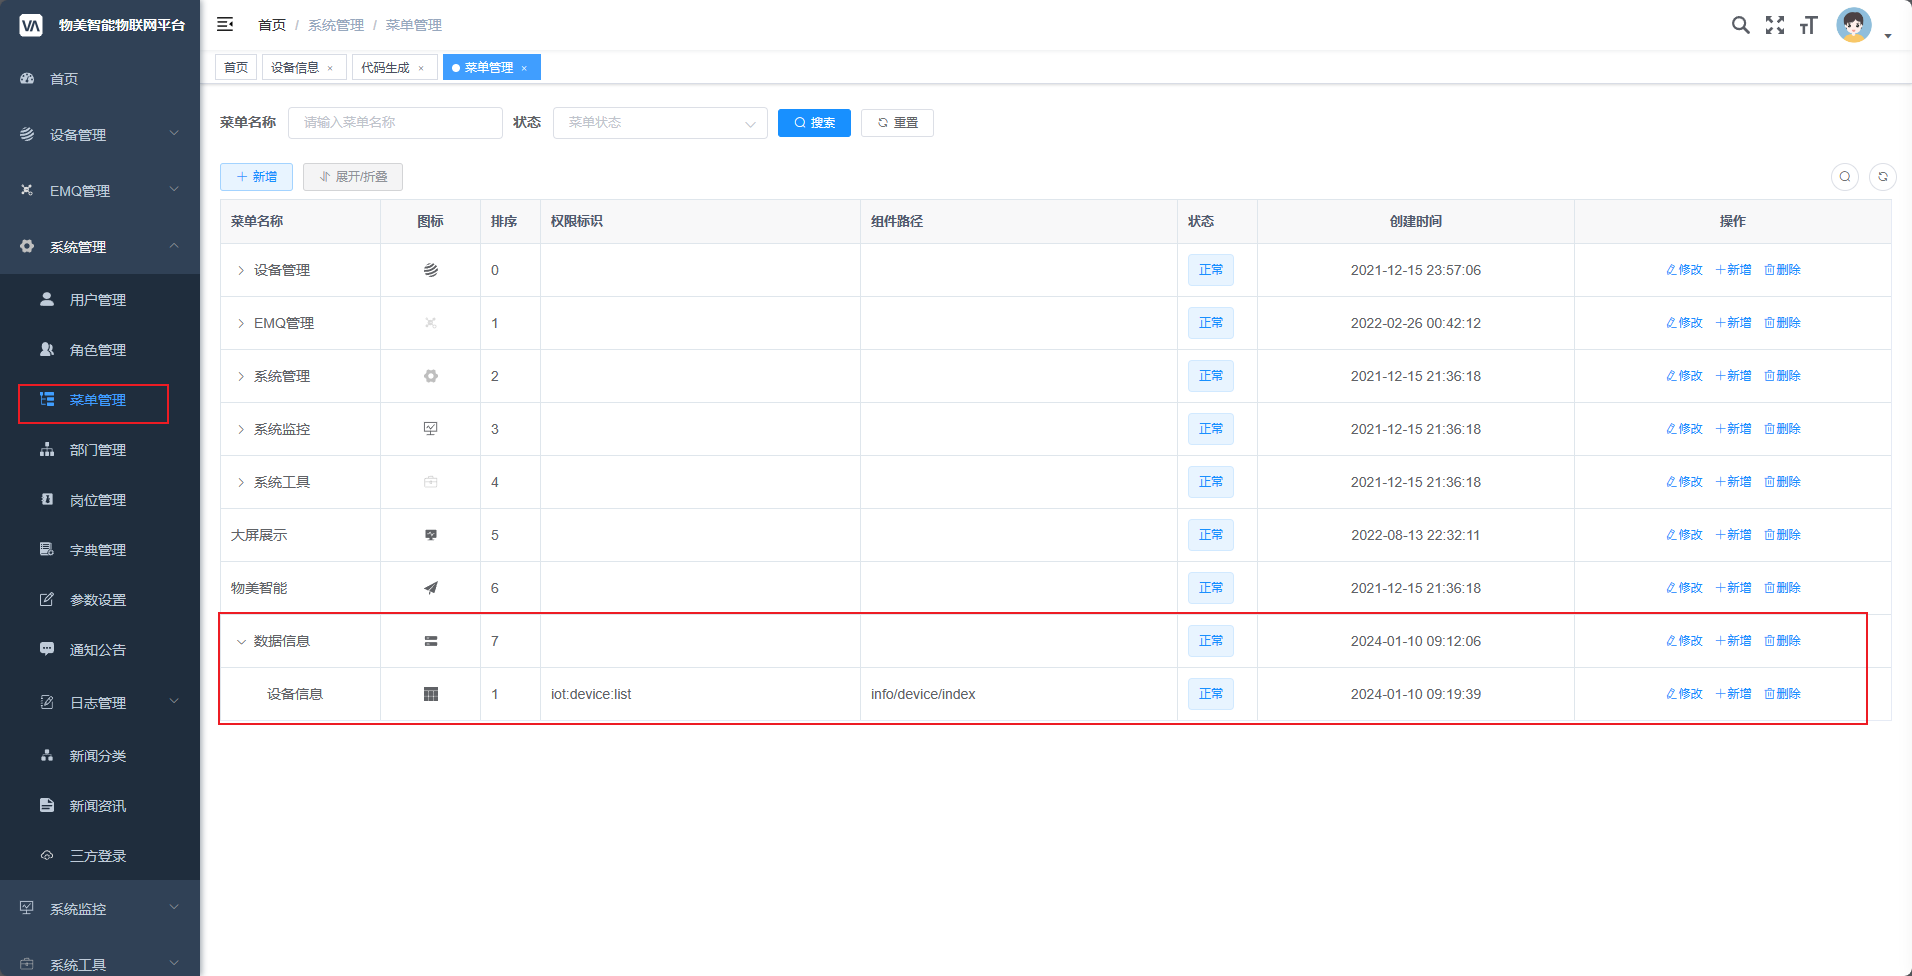 VA 物美智能物联网平台
首页 / 系统管理 / 菜单管理
首页
设备信息 ×
代码生成 ×
菜单管理 ×
首页
设备管理
EMQ管理
系统管理
用户管理
角色管理
菜单管理
部门管理
岗位管理
字典管理
参数设置
通知公告
日志管理
新闻分类
新闻资讯
三方登录
系统监控
系统工具
菜单名称 请输入菜单名称 状态 菜单状态 搜索 重置
新增 展开/折叠
菜单名称 图标 排序 权限标识 组件路径 状态 创建时间 操作
设备管理 0 正常 2021-12-15 23:57:06 修改 新增 删除
EMQ管理 1 正常 2022-02-26 00:42:12 修改 新增 删除
系统管理 2 正常 2021-12-15 21:36:18 修改 新增 删除
系统监控 3 正常 2021-12-15 21:36:18 修改 新增 删除
系统工具 4 正常 2021-12-15 21:36:18 修改 新增 删除
大屏展示 5 正常 2022-08-13 22:32:11 修改 新增 删除
物美智能 6 正常 2021-12-15 21:36:18 修改 新增 删除
数据信息 7 正常 2024-01-10 09:12:06 修改 新增 删除
设备信息 1 iot:device:list info/device/index 正常 2024-01-10 09:19:39 修改 新增 删除